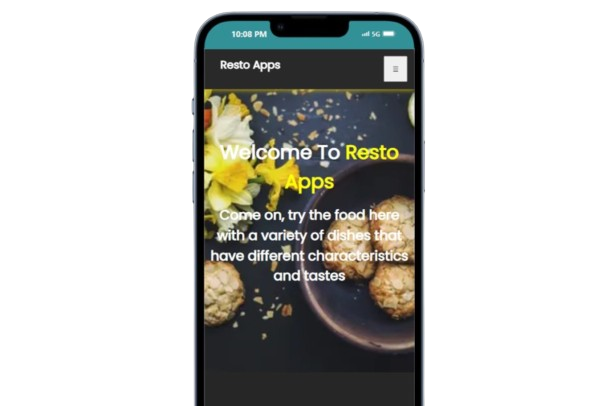 10:08 PM
5G
Resto Apps
Welcome To Resto
Apps
Come on, try the food here
with a variety of dishes that
have different characteristics
and tastes